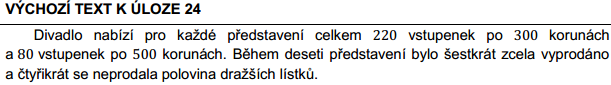 VÝCHOZÍ TEXT K ÚLOZE 24
Divadlo nabízí pro každé představení celkem 220 vstupenek po 300 korunách
a 80 vstupenek po 500 korunách. Během deseti představení bylo šestkrát zcela vyprodáno
a čtyřikrát se neprodala polovina dražších lístků.